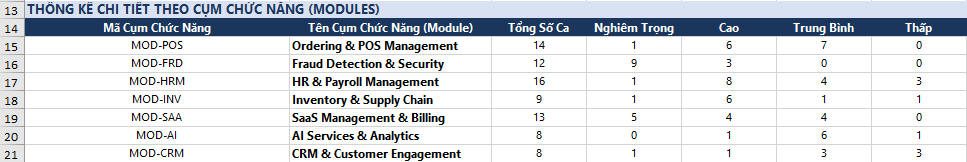 13 THỐNG KÊ CHI TIẾT THEO CỤM CHỨC NĂNG (MODULES)
14 Mã Cụm Chức Năng Tên Cụm Chức Năng (Module) Tổng Số Ca Nghiêm Trọng Cao Trung Bình Thấp
15 MOD-POS Ordering & POS Management 14 1 6 7 0
16 MOD-FRD Fraud Detection & Security 12 9 3 0 0
17 MOD-HRM HR & Payroll Management 16 1 8 4 3
18 MOD-INV Inventory & Supply Chain 9 1 6 1 1
19 MOD-SAA SaaS Management & Billing 13 5 4 4 0
20 MOD-AI AI Services & Analytics 8 0 1 6 1
21 MOD-CRM CRM & Customer Engagement 8 1 1 3 3